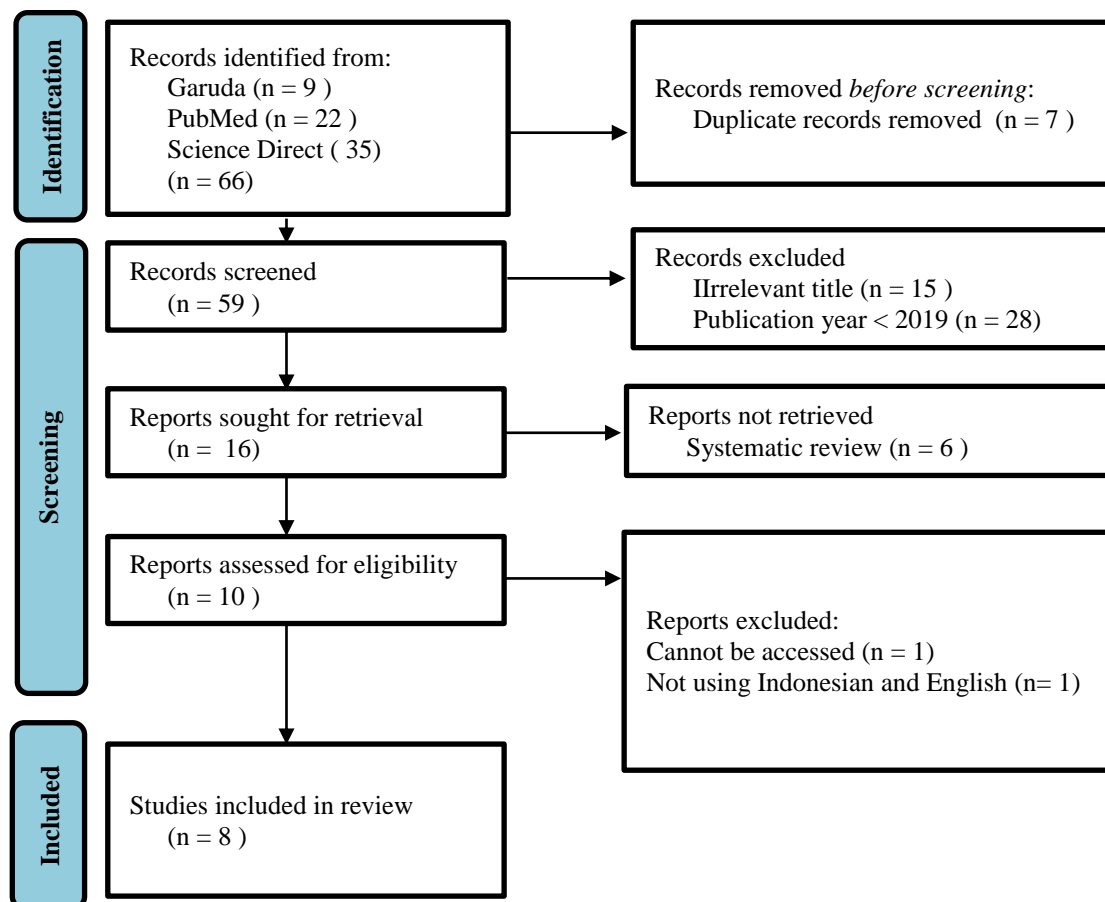 Identification
Records identified from:
Garuda (n = 9 )
PubMed (n = 22 )
Science Direct ( 35)
(n = 66)
Records removed before screening:
Duplicate records removed (n = 7 )
Screening
Records screened
(n = 59 )
Records excluded
IIrrelevant title (n = 15 )
Publication year < 2019 (n = 28)
Reports sought for retrieval
(n = 16)
Reports not retrieved
Systematic review (n = 6 )
Reports assessed for eligibility
(n = 10 )
Reports excluded:
Cannot be accessed (n = 1)
Not using Indonesian and English (n= 1)
Included
Studies included in review
(n = 8 )